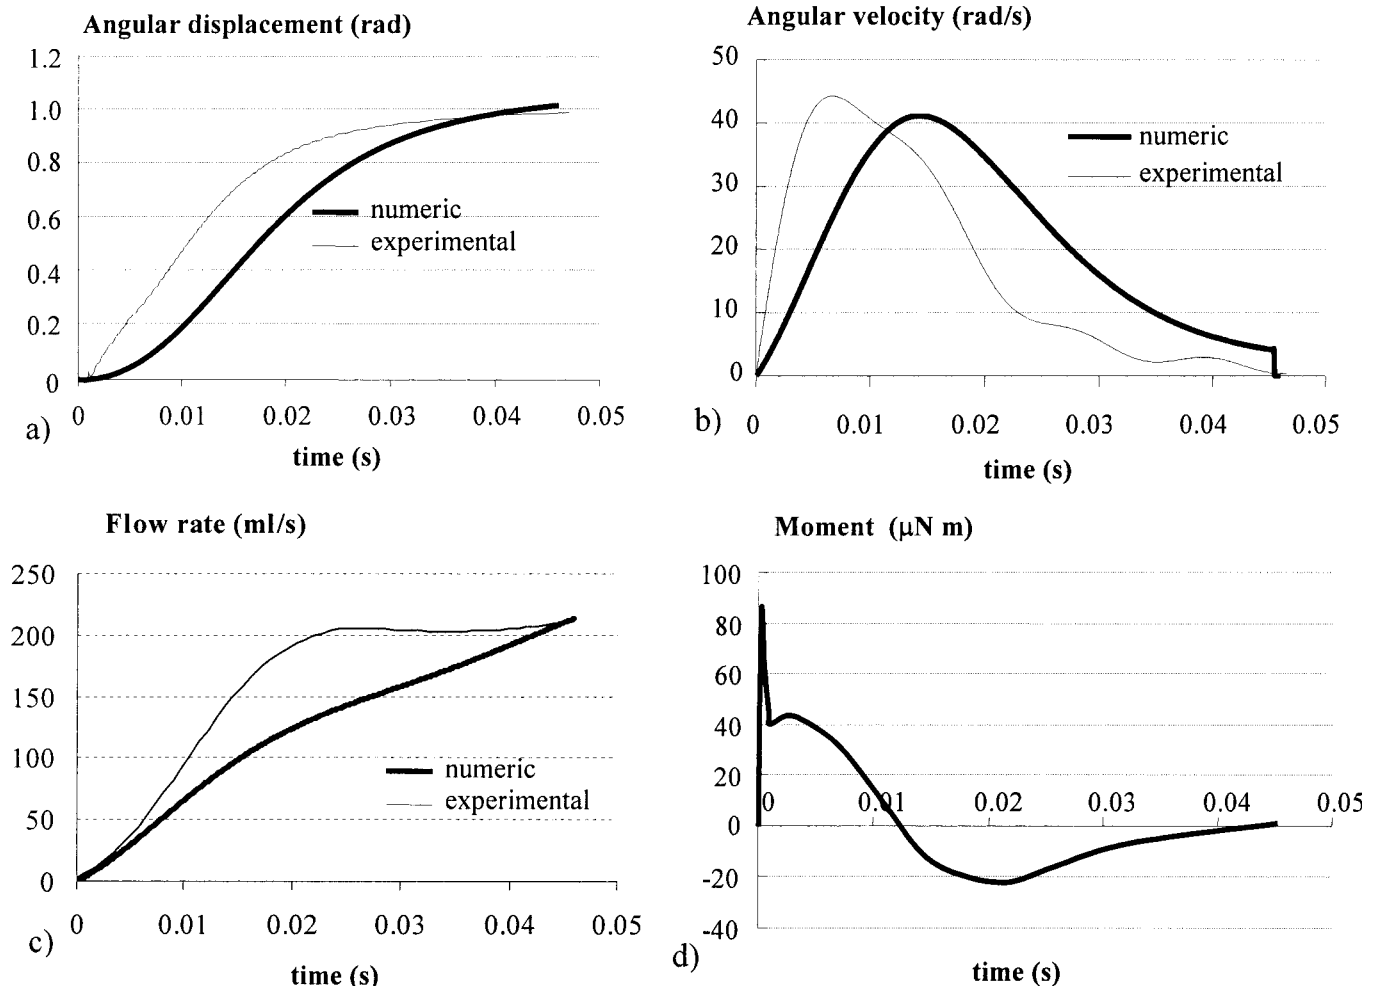 Angular displacement (rad)
1.2
1.0
0.8
0.6
0.4
0.2
0
numeric
experimental
0 0.01 0.02 0.03 0.04 0.05
a)
time (s)
Angular velocity (rad/s)
50
40
30
20
10
0
numeric
experimental
0 0.01 0.02 0.03 0.04 0.05
b)
time (s)
Flow rate (ml/s)
250
200
150
100
50
0
numeric
experimental
0 0.01 0.02 0.03 0.04 0.05
c)
time (s)
Moment (μN m)
100
80
60
40
20
0
-20
-40
0 0.01 0.02 0.03 0.04 0.05
d)
time (s)